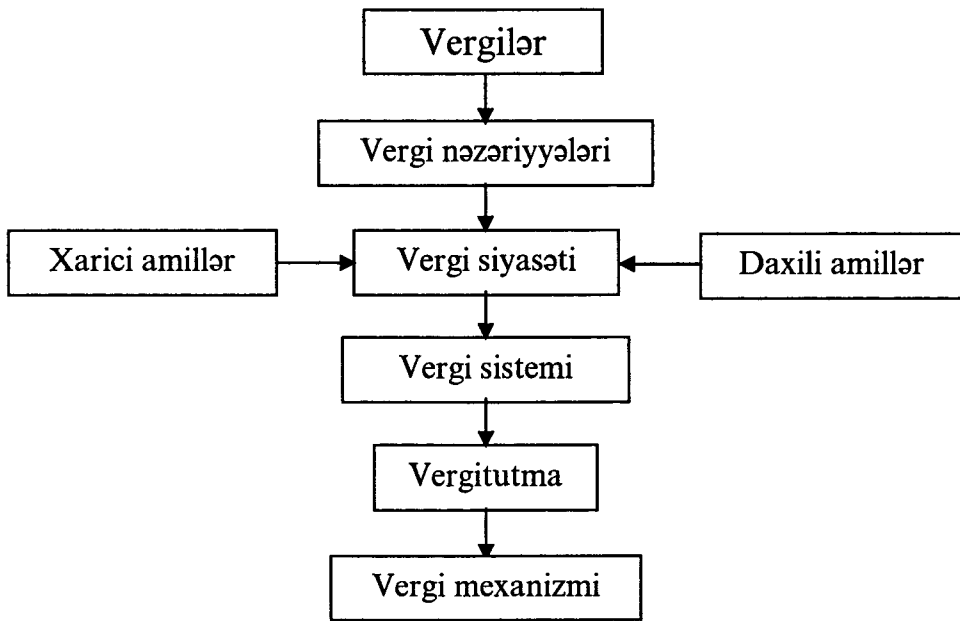 Vergilər
Vergi nəzəriyyələri
Xarici amillər
Vergi siyasəti
Daxili amillər
Vergi sistemi
Vergitutma
Vergi mexanizmi